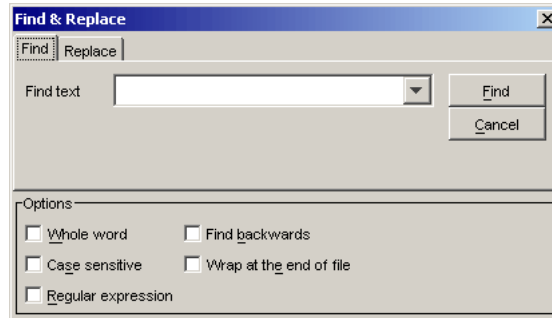 Find & Replace
Find Replace
Find text
Find
Cancel
Options
Whole word Find backwards
Case sensitive Wrap at the end of file
Regular expression